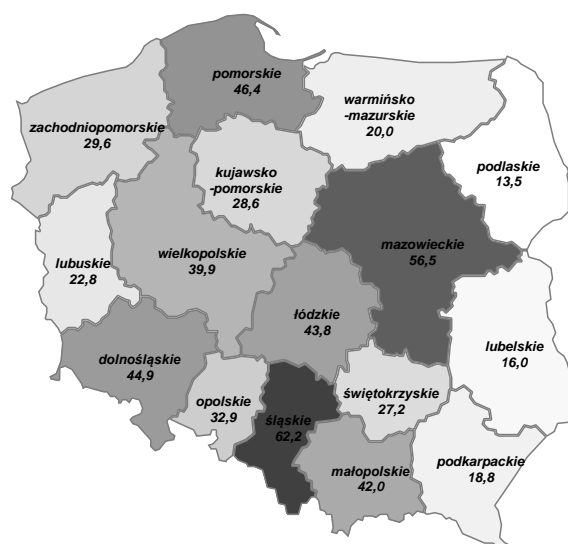 pomorskie
46,4
warmińsko
-mazurskie
20,0
zachodniopomorskie
29,6
kujawsko
-pomorskie
28,6
podlaskie
13,5
mazowieckie
56,5
wielkopolskie
39,9
lubuskie
22,8
łódzkie
43,8
lubelskie
16,0
dolnośląskie
44,9
opolskie
32,9
śląskie
62,2
świętokrzyskie
27,2
małopolskie
42,0
podkarpackie
18,8